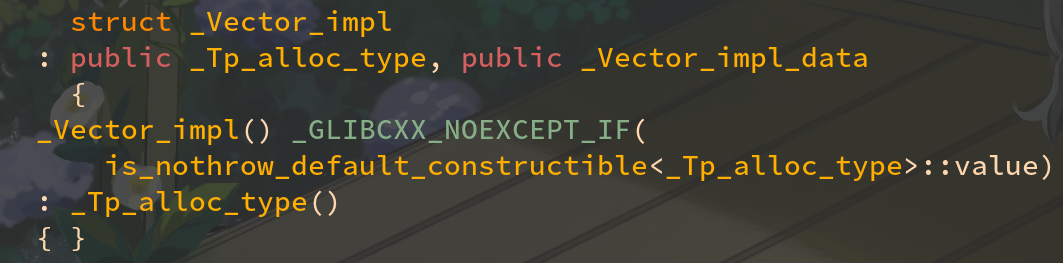 struct _Vector_impl
: public _Tp_alloc_type, public _Vector_impl_data
{
_Vector_impl() _GLIBCXX_NOEXCEPT_IF(
is_nothrow_default_constructible<_Tp_alloc_type>::value)
: _Tp_alloc_type()
{ }